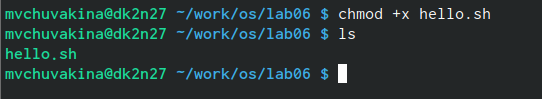 mvchuvakina@dk2n27 ~/work/os/lab06 $ chmod +x hello.sh
mvchuvakina@dk2n27 ~/work/os/lab06 $ ls
hello.sh
mvchuvakina@dk2n27 ~/work/os/lab06 $